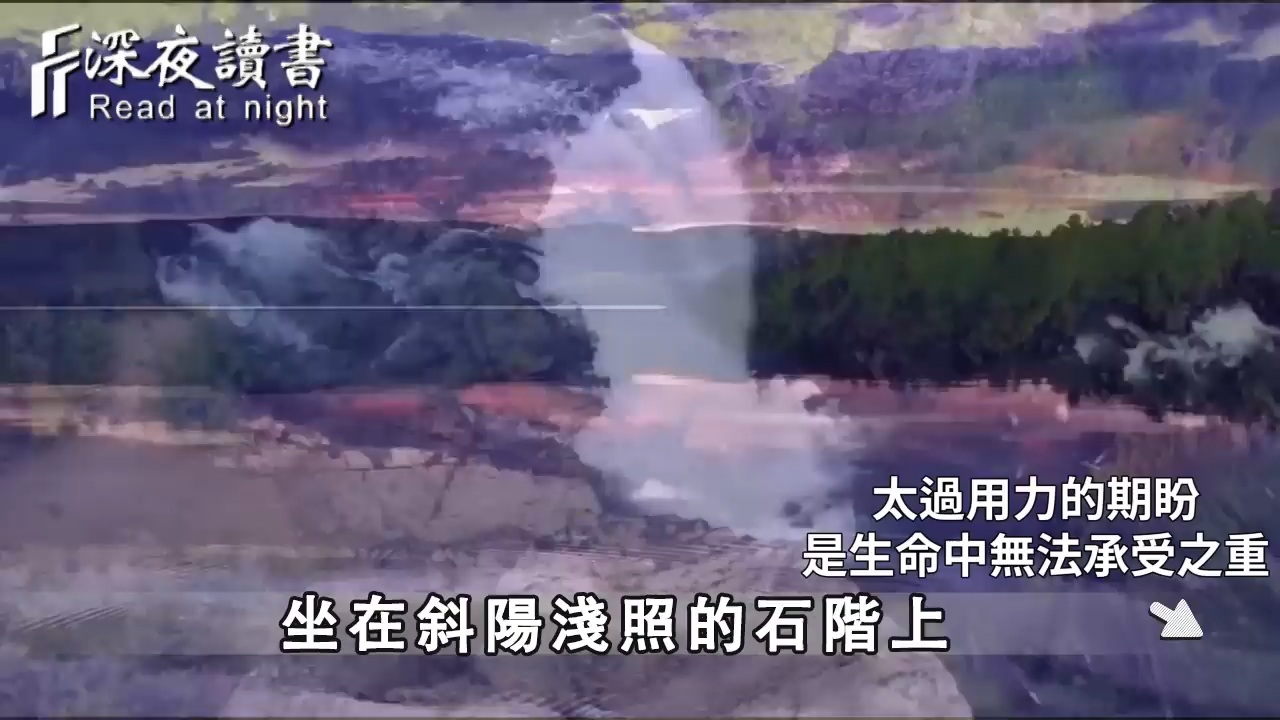 深夜讀書
Read at night
太過用力的期盼
是生命中無法承受之重
坐在斜陽淺照的石階上